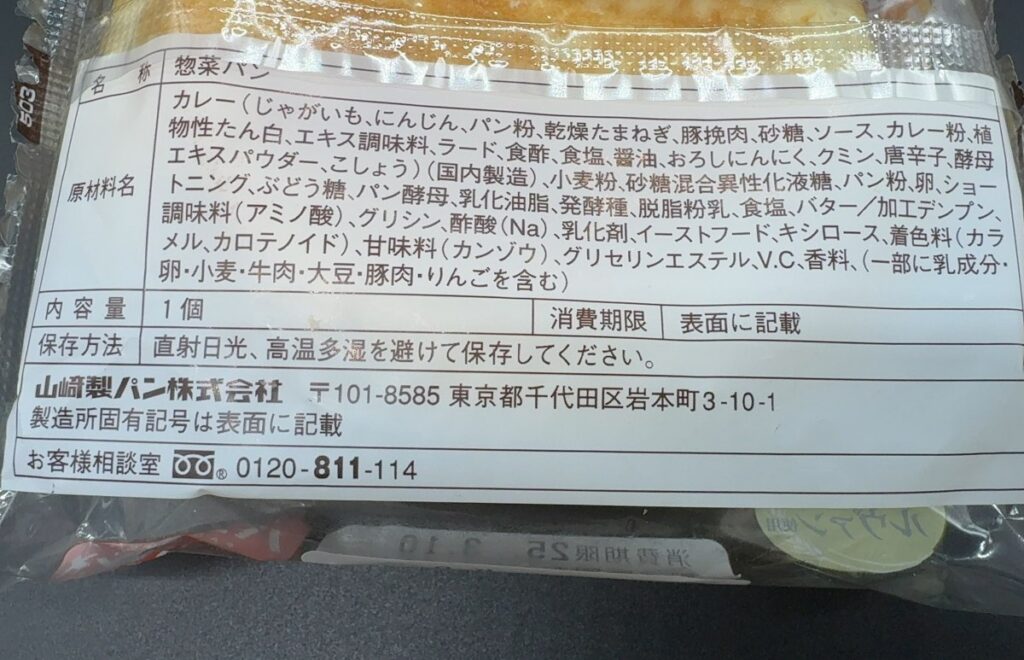 503
名 称 惣菜パン
原材料名
カレー(じゃがいも、にんじん、パン粉、乾燥たまねぎ、豚挽肉、砂糖、ソース、カレー粉、植
物性たん白、エキス調味料、ラード、食酢、食塩、醤油、おろしにんにく、クミン、唐辛子、酵母
エキスパウダー、こしょう)(国内製造)、小麦粉、砂糖混合異性化液糖、パン粉、卵、ショー
トニング、ぶどう糖、パン酵母、乳化油脂、発酵種、脱脂粉乳、食塩、バター/加工デンプン、
調味料(アミノ酸)、グリシン、酢酸(Na)、乳化剤、イーストフード、キシロース、着色料(カラ
メル、カロテノイド)、甘味料(カンゾウ)、グリセリンエステル、V.C、香料、(一部に乳成分・
卵・小麦・牛肉・大豆・豚肉・りんごを含む)
内容量 1個 消費期限 表面に記載
保存方法 直射日光、高温多湿を避けて保存してください。
山崎製パン株式会社 〒101-8585 東京都千代田区岩本町3-10-1
製造所固有記号は表面に記載
お客様相談室 ® 0120-811-114
ルヴァン
使用
消費期限25 3.10